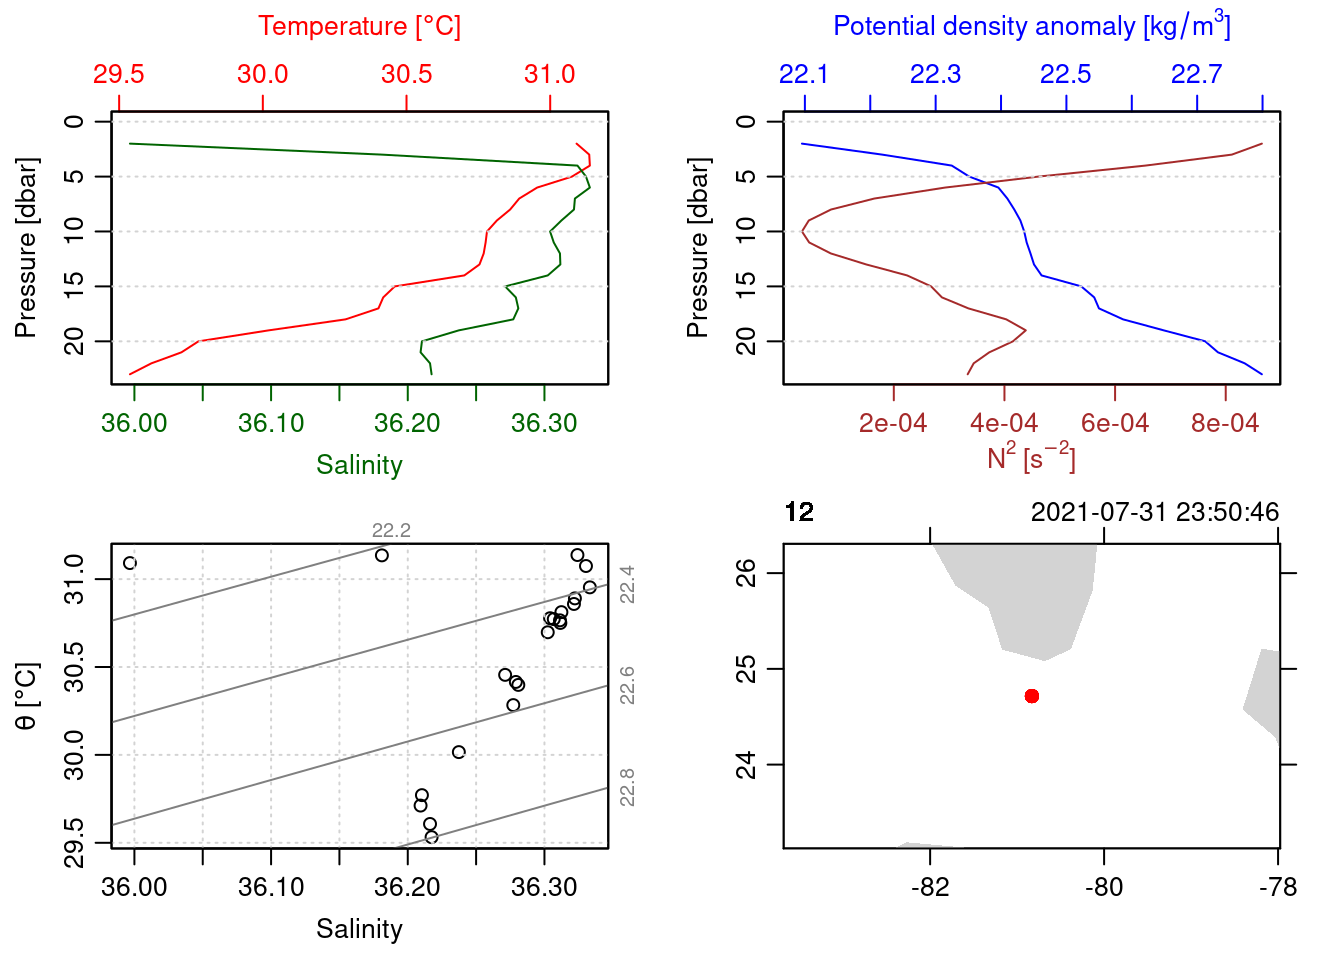 Temperature [°C]
29.5 30.0 30.5 31.0
Pressure [dbar]
0
5
10
15
20
36.00 36.10 36.20 36.30
Salinity
Potential density anomaly [kg/m³]
22.1 22.3 22.5 22.7
Pressure [dbar]
0
5
10
15
20
2e-04 4e-04 6e-04 8e-04
N² [s⁻²]
22.2
22.4
22.6
22.8
θ [°C]
31.0
30.5
30.0
29.5
36.00 36.10 36.20 36.30
Salinity
12 2021-07-31 23:50:46
26
25
24
-82 -80 -78